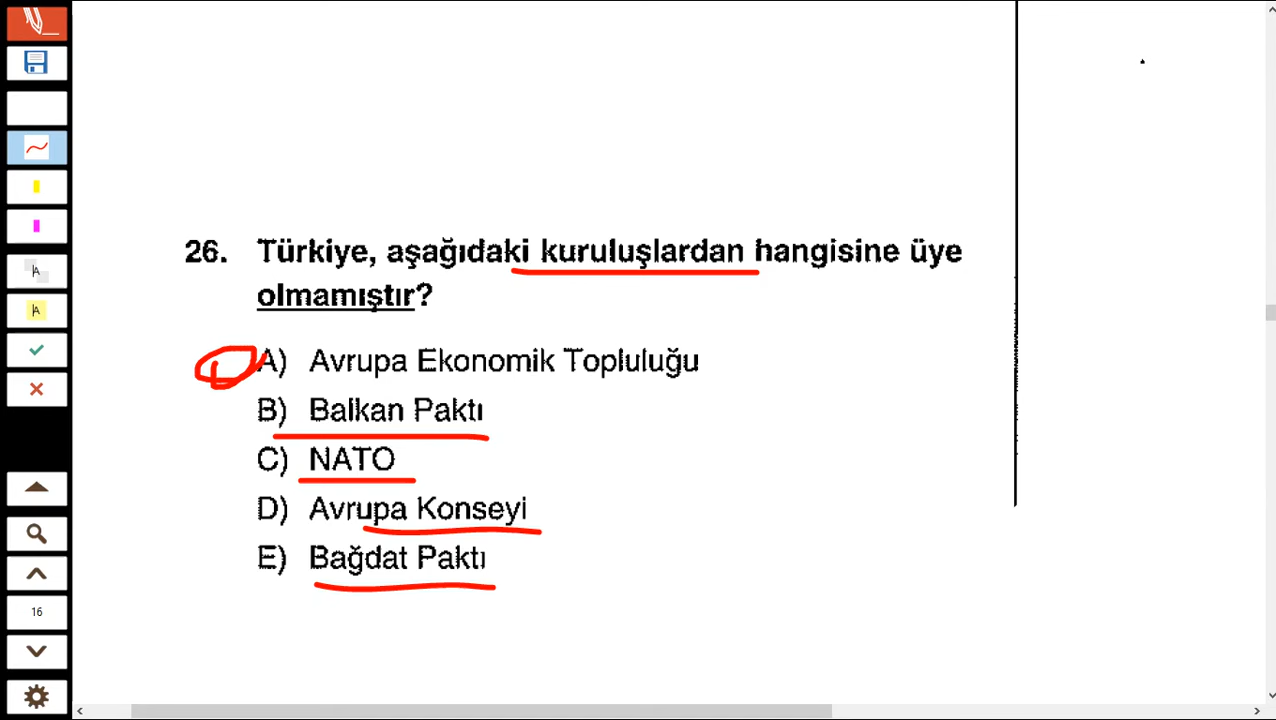 26. Türkiye, aşağıdaki kuruluşlardan hangisine üye
olmamıştır?
A) Avrupa Ekonomik Topluluğu
B) Balkan Paktı
C) NATO
D) Avrupa Konseyi
E) Bağdat Paktı
A
A
16